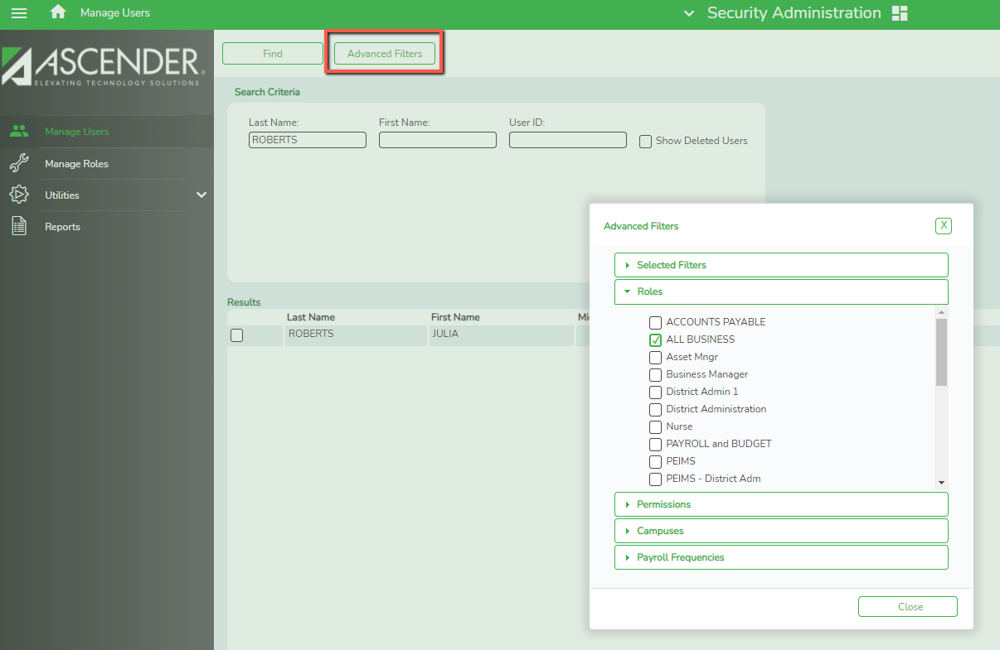 Manage Users
Security Administration
ASCENDER
ELEVATING TECHNOLOGY SOLUTIONS
Manage Users
Manage Roles
Utilities
Reports
Find
Advanced Filters
Search Criteria
Last Name:
First Name:
User ID:
ROBERTS
Show Deleted Users
Results
Last Name
First Name
Mi
ROBERTS
JULIA
Advanced Filters
X
Selected Filters
Roles
ACCOUNTS PAYABLE
ALL BUSINESS
Asset Mngr
Business Manager
District Admin 1
District Administration
Nurse
PAYROLL and BUDGET
PEIMS
PEIMS - District Adm
Permissions
Campuses
Payroll Frequencies
Close